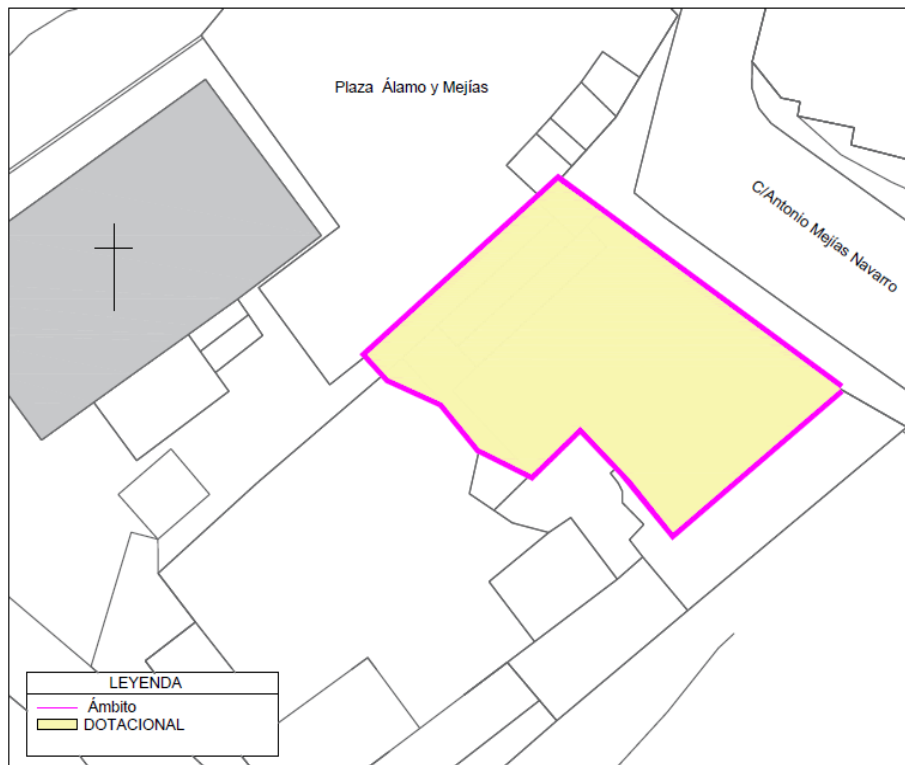 Plaza Álamo y Mejías
C/Antonio Mejías Navarro
LEYENDA
Ámbito
DOTACIONAL